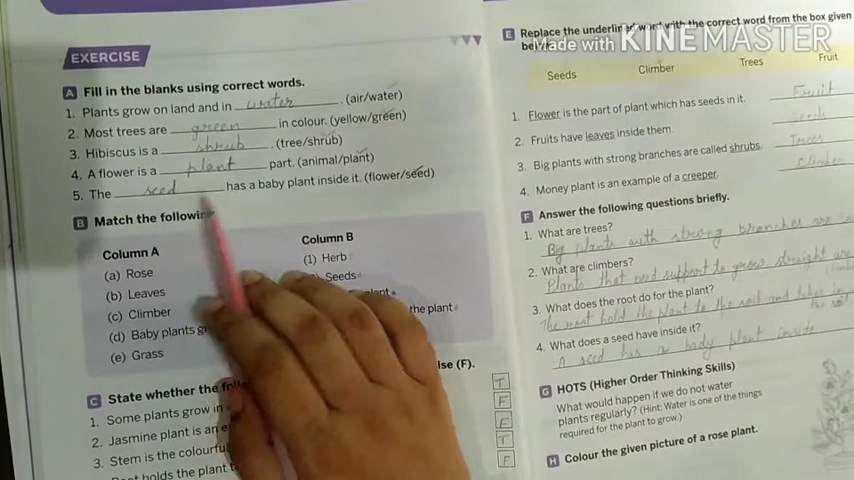 EXERCISE
A Fill in the blanks using correct words.
1. Plants grow on land and in water. (air/water)
2. Most trees are green in colour. (yellow/green)
3. Hibiscus is a shrub. (tree/shrub)
4. A flower is a plant part. (animal/plant)
5. The seed has a baby plant inside it. (flower/seed)
B Match the following
Column A Column B
(a) Rose (1) Herb
(b) Leaves Seeds
(c) Climber plant
(d) Baby plants the plant
(e) Grass
C State whether the se (F).
1. Some plants grow in T
2. Jasmine plant is an F
3. Stem is the colourful F
holds the plant T
F
E Replace the underlined word with the correct word from the box given
below
Made with KINEMASTER
Seeds Climber Trees Fruit
1. Flower is the part of plant which has seeds in it. Fruit
2. Fruits have leaves inside them. seeds
3. Big plants with strong branches are called shrubs. Trees
4. Money plant is an example of a creeper. Climber
F Answer the following questions briefly.
1. What are trees?
Big plants with strong branches are
2. What are climbers?
Plants that need support to grow straight are
3. What does the root do for the plant?
The root hold the plant to the soil and takes in
the soil
4. What does a seed have inside it?
A seed has a baby plant inside
G HOTS (Higher Order Thinking Skills)
What would happen if we do not water
plants regularly? (Hint: Water is one of the things
required for the plant to grow.)
H Colour the given picture of a rose plant.